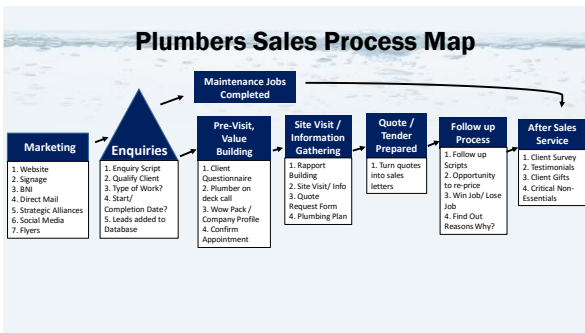 Plumbers Sales Process Map
Maintenance Jobs
Completed
Marketing
1. Website
2. Signage
3. BNI
4. Direct Mail
5. Strategic Alliances
6. Social Media
7. Flyers
Enquiries
1. Enquiry Script
2. Qualify Client
3. Type of Work?
4. Start/
Completion Date?
5. Leads added to
Database
Pre-Visit,
Value
Building
1. Client
Questionnaire
2. Plumber on
deck call
3. Wow Pack /
Company Profile
4. Confirm
Appointment
Site Visit /
Information
Gathering
1. Rapport
Building
2. Site Visit/ Info
3. Quote
Request Form
4. Plumbing Plan
Quote /
Tender
Prepared
1. Turn quotes
into sales
letters
Follow up
Process
1. Follow up
Scripts
2. Opportunity
to re-price
3. Win Job/ Lose
Job
4. Find Out
Reasons Why?
After Sales
Service
1. Client Survey
2. Testimonials
3. Client Gifts
4. Critical Non-
Essentials